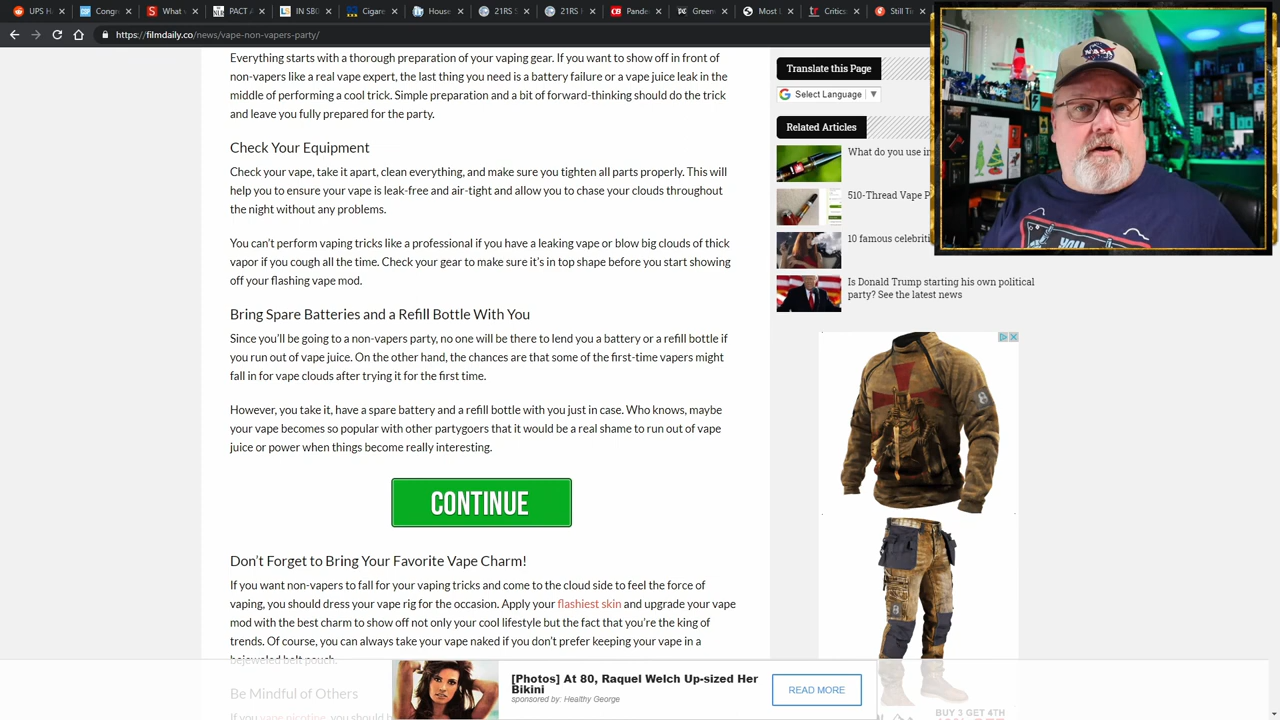 UPS H
Cong
What
PACT
IN SBO
Cigare
House
21RS
Redu
Most
Critics
Still Ti
https://filmdaily.co/news/vape-non-vapers-party/
Everything starts with a thorough preparation of your vaping gear. If you want to show off in front of
non-vapers like a real vape expert, the last thing you need is a battery failure or a vape juice leak in the
middle of performing a cool trick. Simple preparation and a bit of forward-thinking should do the trick
and leave you fully prepared for the party.
Check Your Equipment
Check your vape, take it apart, clean everything, and make sure you tighten all parts properly. This will
help you to ensure your vape is leak-free and air-tight and allow you to chase your clouds throughout
the night without any problems.
You can't perform vaping tricks like a professional if you have a leaking vape or blow big clouds of thick
vapor if you cough all the time. Check your gear to make sure it's in top shape before you start showing
off your flashing vape mod.
Bring Spare Batteries and a Refill Bottle With You
Since you'll be going to a non-vapers party, no one will be there to lend you a battery or a refill bottle if
you run out of vape juice. On the other hand, the chances are that some of the first-time vapers might
fall in for vape clouds after trying it for the first time.
However, you take it, have a spare battery and a refill bottle with you just in case. Who knows, maybe
your vape becomes so popular with other partygoers that it would be a real shame to run out of vape
juice or power when things become really interesting.
CONTINUE
Don't Forget to Bring Your Favorite Vape Charm!
If you want non-vapers to fall for your vaping tricks and come to the cloud side to feel the force of
vaping, you should dress your vape rig for the occasion. Apply your flashiest skin and upgrade your vape
mod with the best charm to show off not only your cool lifestyle but the fact that you're the king of
trends. Of course, you can always take your vape naked if you don't prefer keeping your vape in a
bejeweled belt pouch.
Be Mindful of Others
If you vape nicotine, you should b
Translate this Page
Select Language
Related Articles
What do you use in
510-Thread Vape P
10 famous celebriti
Is Donald Trump starting his own political
party? See the latest news
NASA
YOU
[Photos] At 80, Raquel Welch Up-sized Her
Bikini
sponsored by: Healthy George
READ MORE
BUY 3 GET 4TH